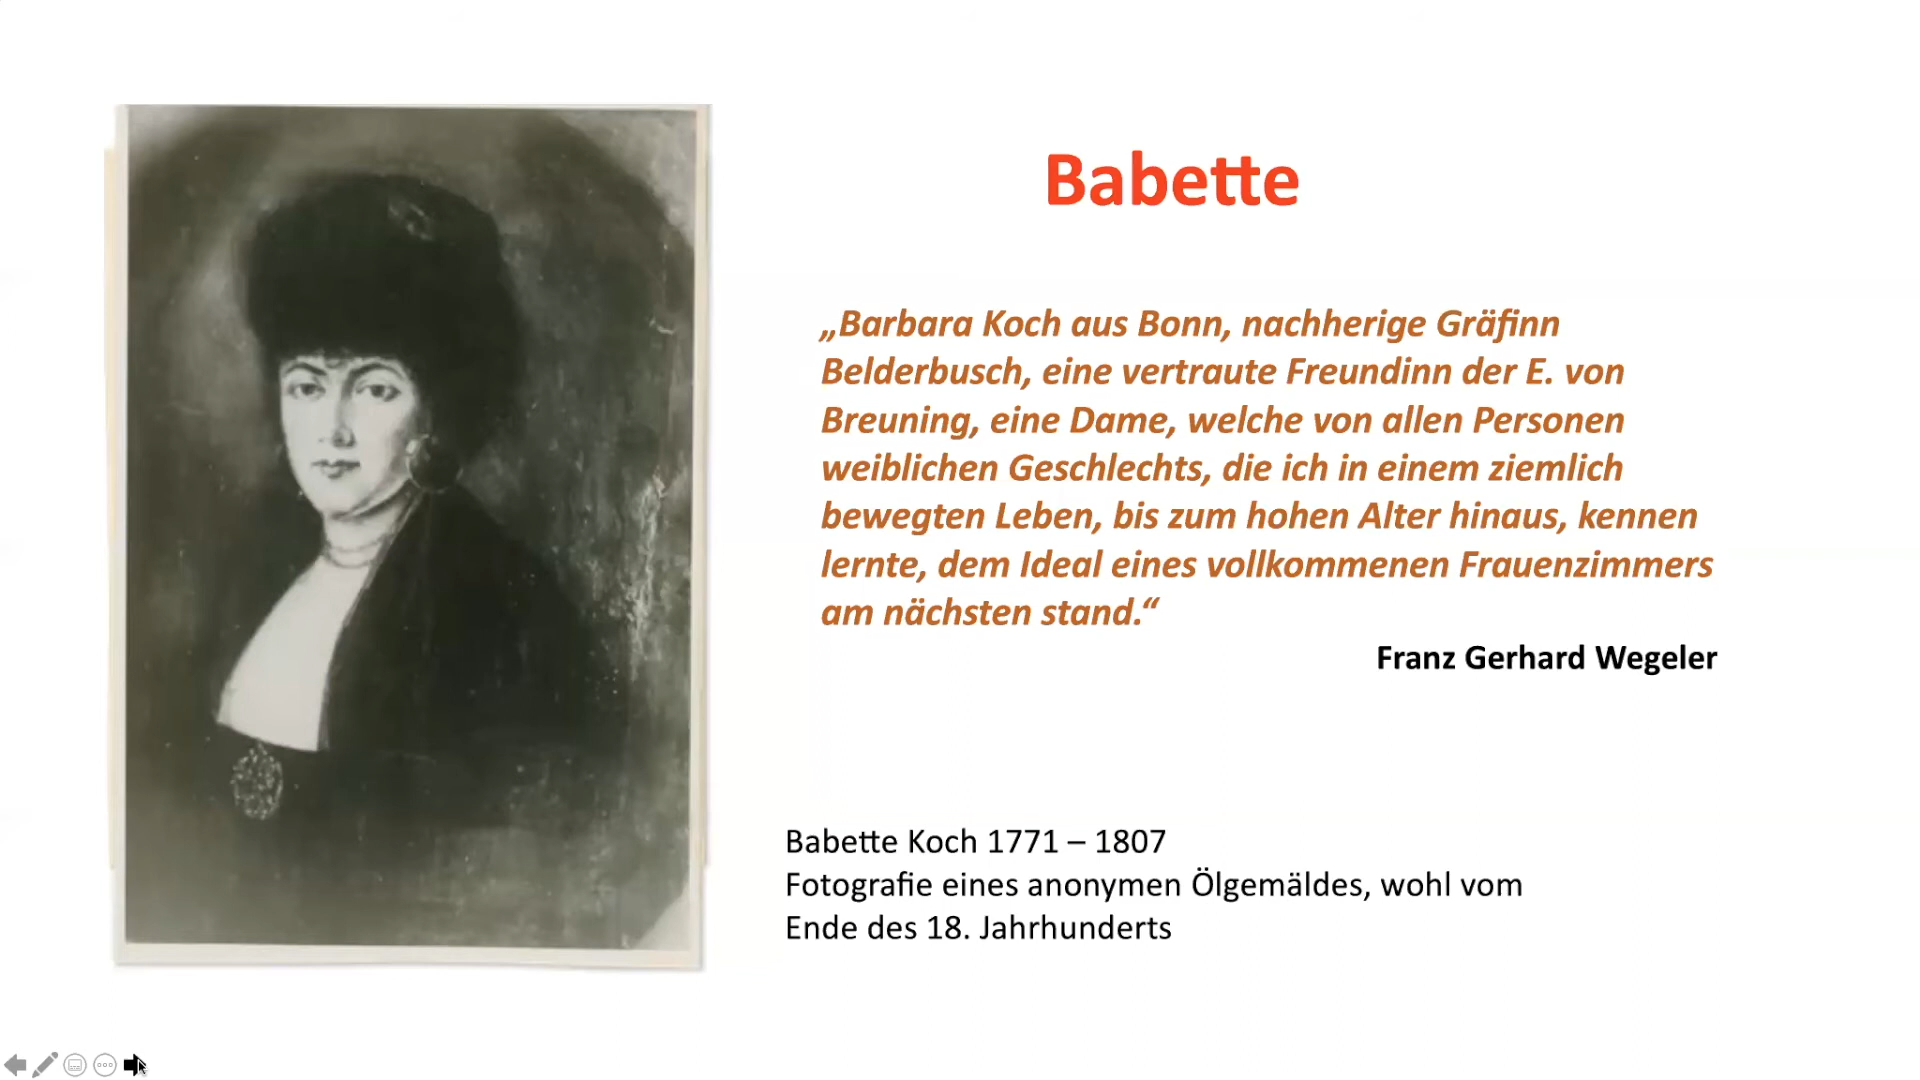 Babette
„Barbara Koch aus Bonn, nachherige Gräfinn
Belderbusch, eine vertraute Freundinn der E. von
Breuning, eine Dame, welche von allen Personen
weiblichen Geschlechts, die ich in einem ziemlich
bewegten Leben, bis zum hohen Alter hinaus, kennen
lernte, dem Ideal eines vollkommenen Frauenzimmers
am nächsten stand.“
Franz Gerhard Wegeler
Babette Koch 1771 – 1807
Fotografie eines anonymen Ölgemäldes, wohl vom
Ende des 18. Jahrhunderts